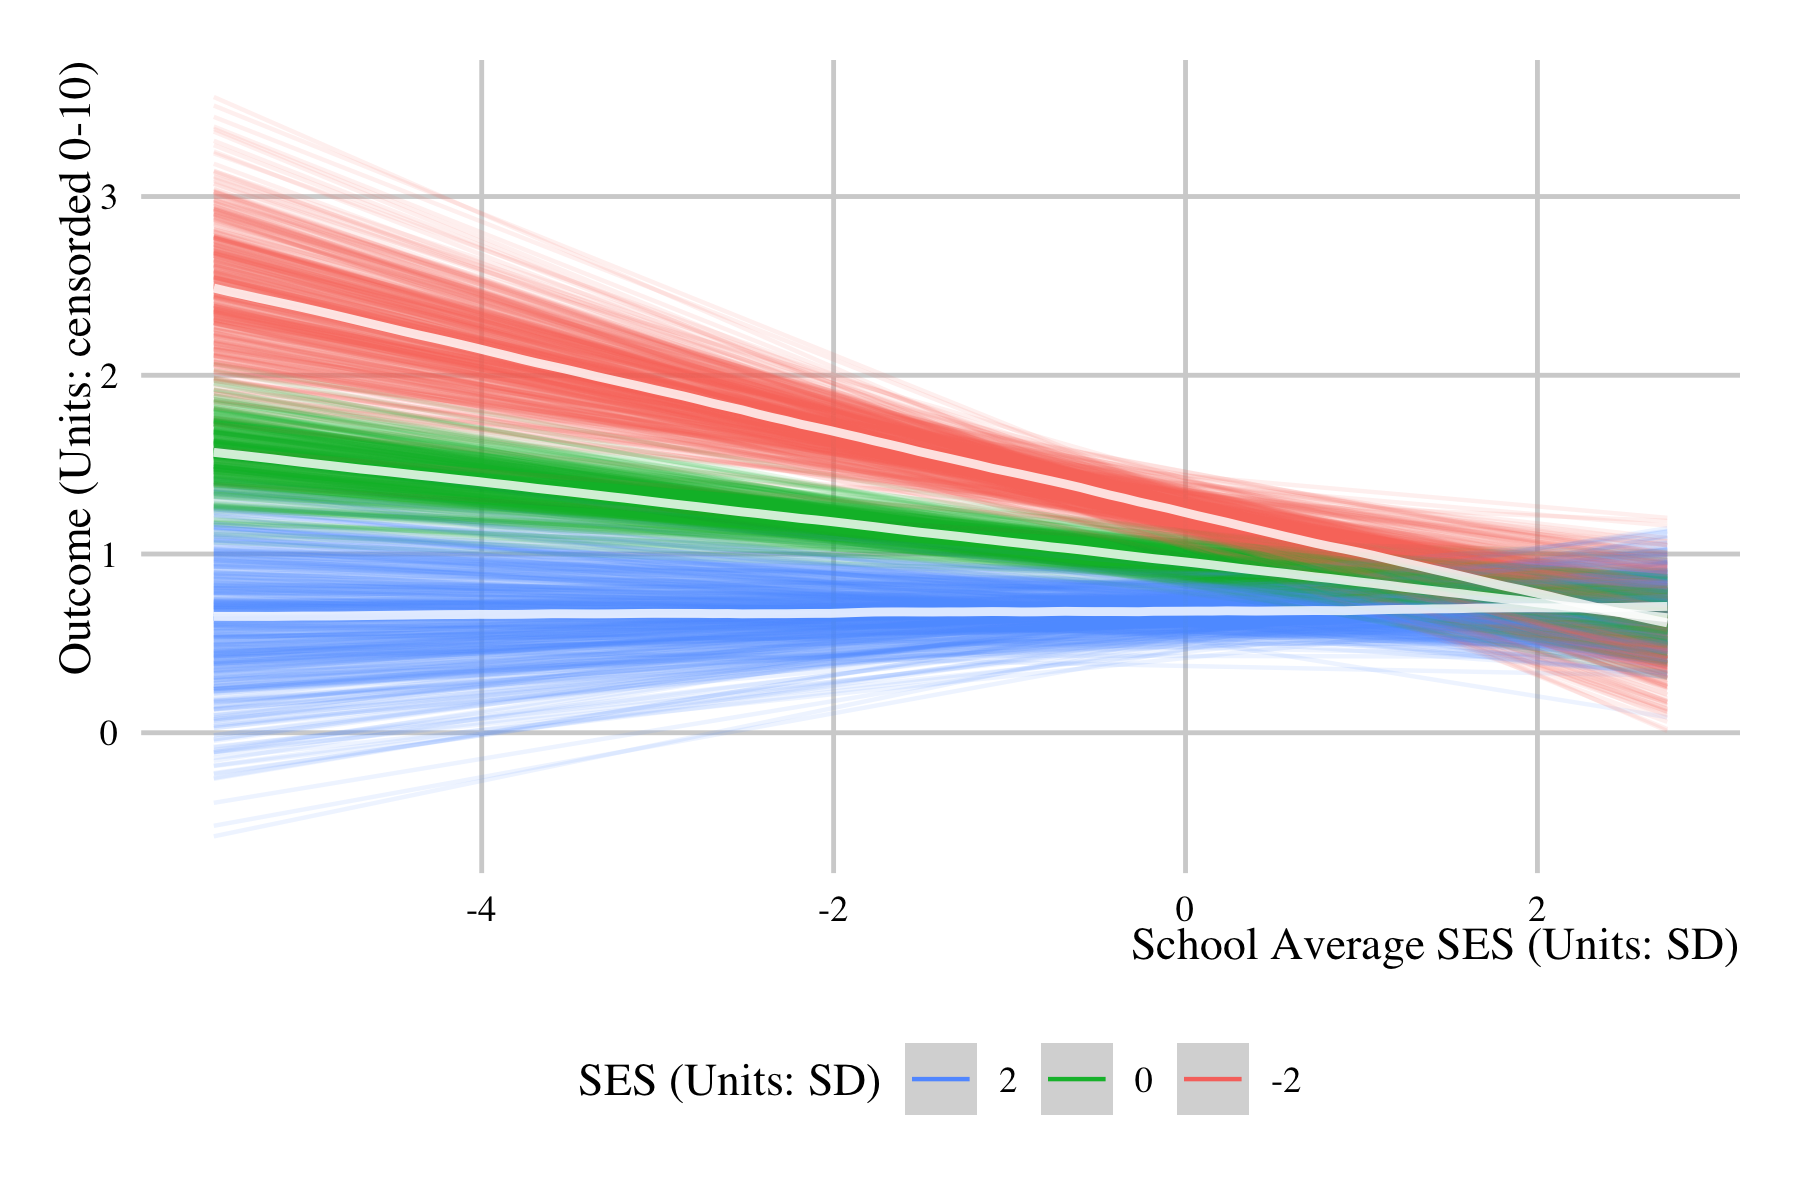 Outcome (Units: censorded 0-10)
3
2
1
0
-4 -2 0 2
School Average SES (Units: SD)
SES (Units: SD) 2 0 -2